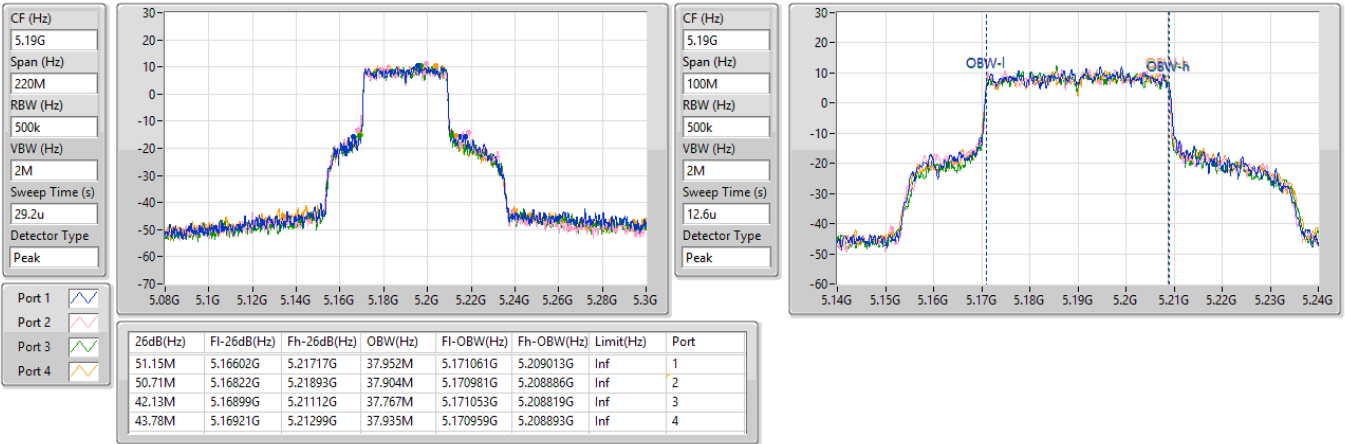 CF (Hz)
5.19G
Span (Hz)
220M
RBW (Hz)
500k
VBW (Hz)
2M
Sweep Time (s)
29.2u
Detector Type
Peak
30
20
10
0
-10
-20
-30
-40
-50
-60
-70
5.08G 5.1G 5.12G 5.14G 5.16G 5.18G 5.2G 5.22G 5.24G 5.26G 5.28G 5.3G
CF (Hz)
5.19G
Span (Hz)
100M
RBW (Hz)
500k
VBW (Hz)
2M
Sweep Time (s)
12.6u
Detector Type
Peak
30
20
10
0
-10
-20
-30
-40
-50
-60
OBW-l OBW-h
5.14G 5.15G 5.16G 5.17G 5.18G 5.19G 5.2G 5.21G 5.22G 5.23G 5.24G
Port 1
Port 2
Port 3
Port 4
26dB(Hz) Fl-26dB(Hz) Fh-26dB(Hz) OBW(Hz) Fl-OBW(Hz) Fh-OBW(Hz) Limit(Hz) Port
51.15M 5.16602G 5.21717G 37.952M 5.171061G 5.209013G Inf 1
50.71M 5.16822G 5.21893G 37.904M 5.170981G 5.208886G Inf 2
42.13M 5.16899G 5.21112G 37.767M 5.171053G 5.208819G Inf 3
43.78M 5.16921G 5.21299G 37.935M 5.170959G 5.208893G Inf 4